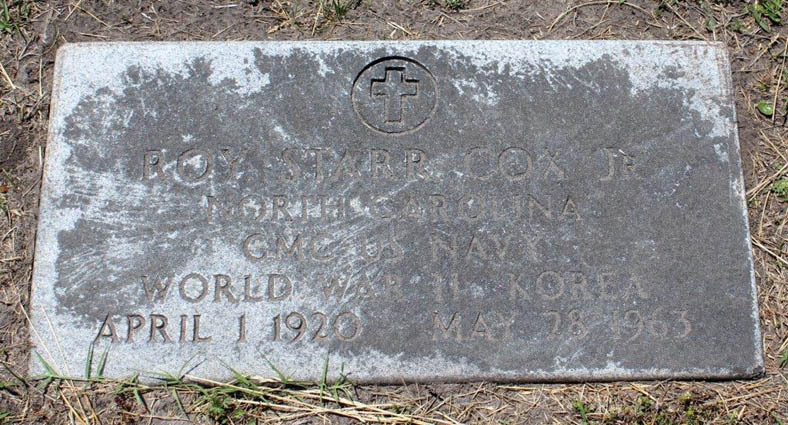 ROY STARR COX JR
NORTH CAROLINA
GMC US NAVY
WORLD WAR II KOREA
APRIL 1 1920 MAY 28 1963